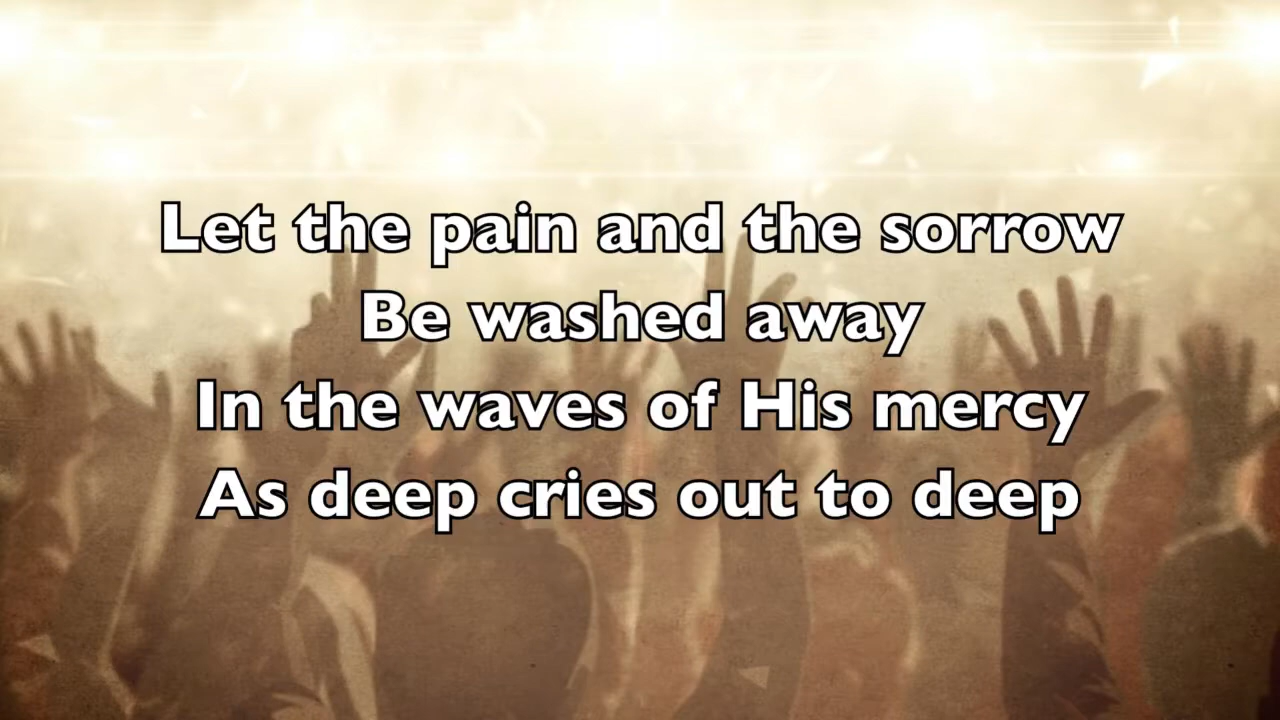 Let the pain and the sorrow
Be washed away
In the waves of His mercy
As deep cries out to deep